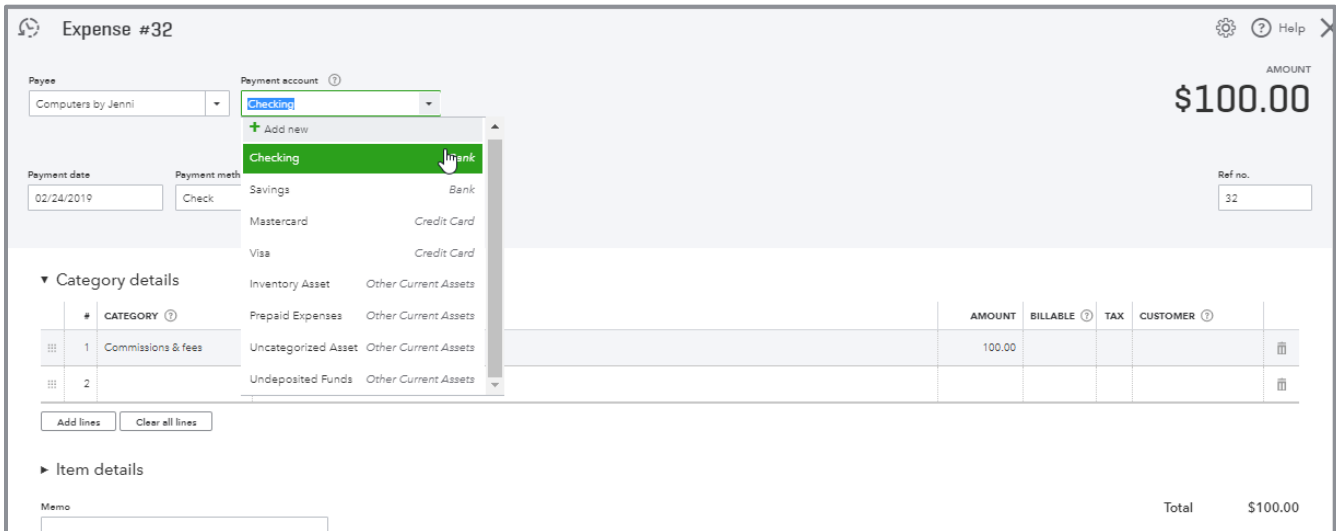 Expense #32
? Help
AMOUNT
$100.00
Payee
Payment account ?
Computers by Jenni
Checking
+ Add new
Checking
Savings Bank
Mastercard Credit Card
Visa Credit Card
Inventory Asset Other Current Assets
Prepaid Expenses Other Current Assets
Uncategorized Asset Other Current Assets
Undeposited Funds Other Current Assets
Payment date
Payment meth
Ref no.
02/24/2019
Check
32
Category details
# CATEGORY ? AMOUNT BILLABLE ? TAX CUSTOMER ?
1 Commissions & fees 100.00
2
Add lines Clear all lines
Item details
Memo
Total $100.00